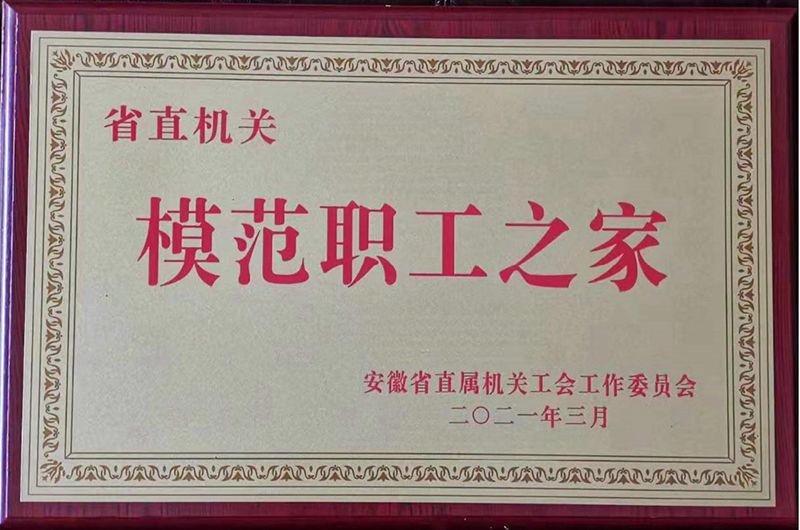 省直机关
模范职工之家
安徽省直属机关工会工作委员会
二〇二一年三月